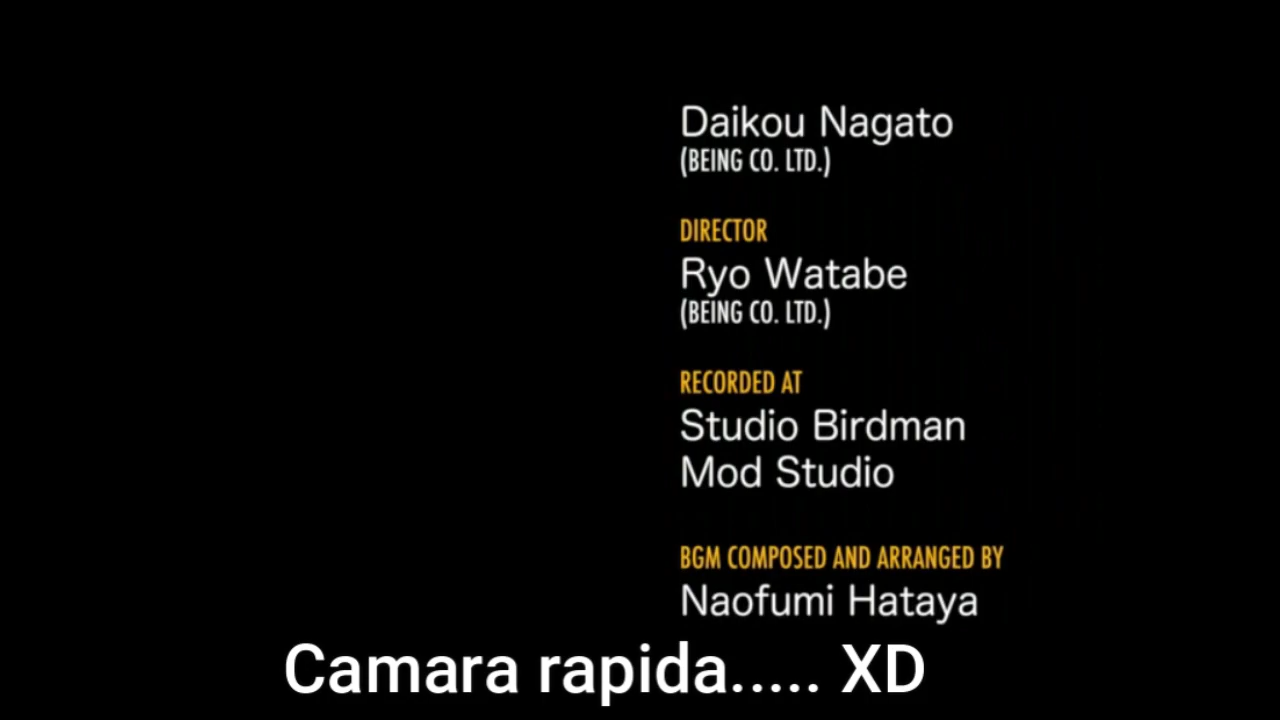 Daikou Nagato
(BEING CO. LTD.)
DIRECTOR
Ryo Watabe
(BEING CO. LTD.)
RECORDED AT
Studio Birdman
Mod Studio
BGM COMPOSED AND ARRANGED BY
Naofumi Hataya
Camara rapida..... XD